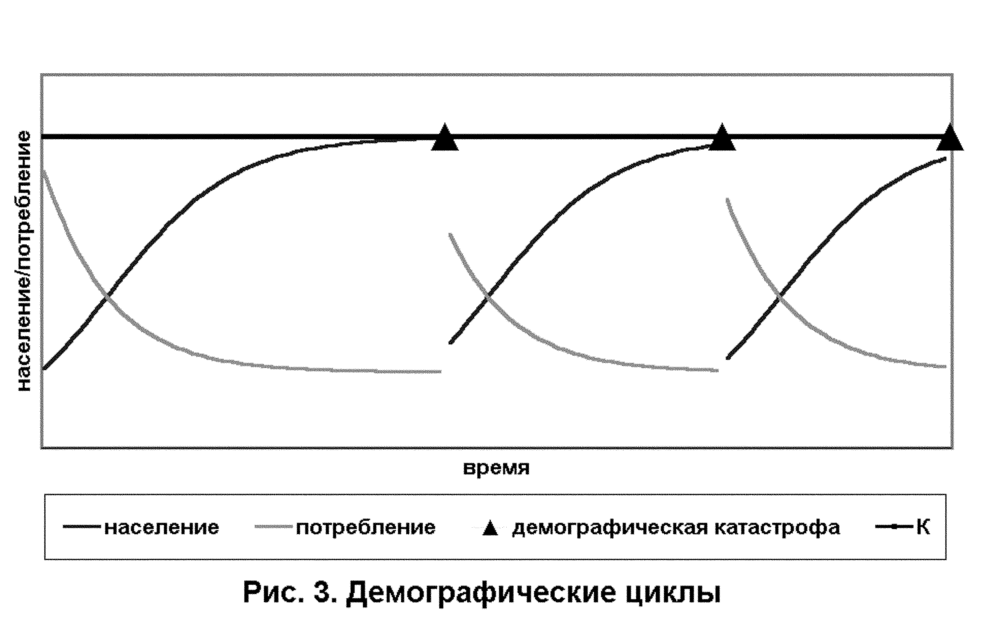 население/потребление
время
население потребление демографическая катастрофа К
Рис. 3. Демографические циклы